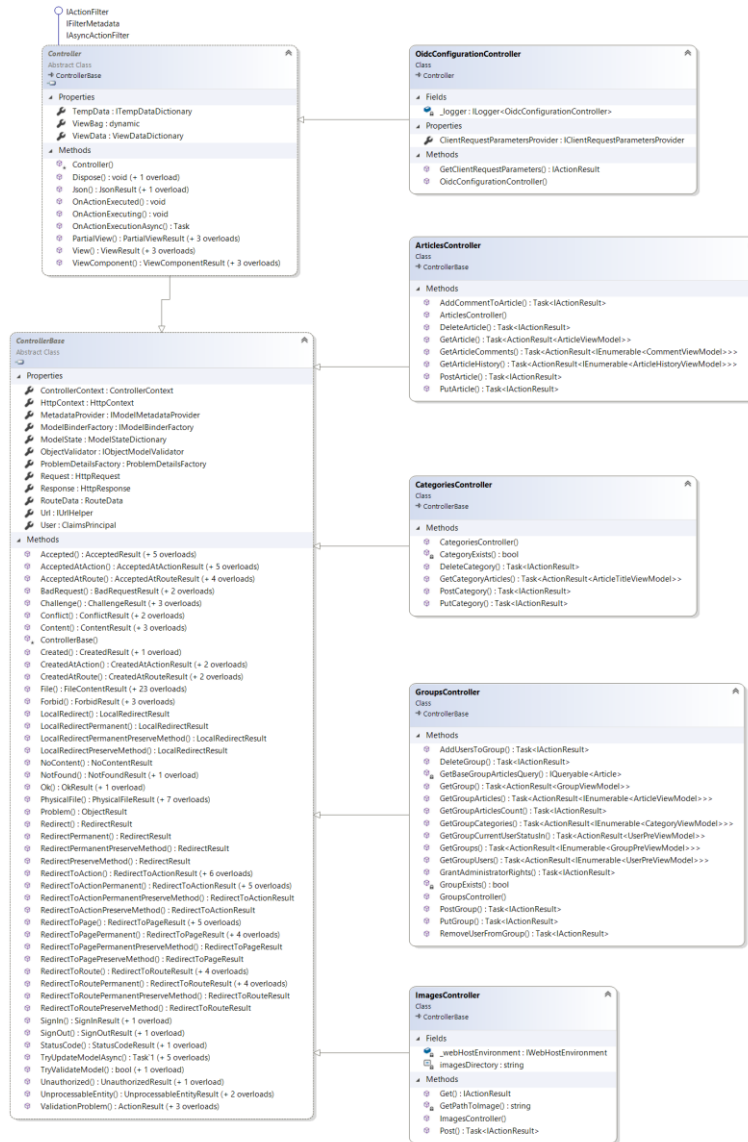 IActionFilter
IFilterMetadata
IAsyncActionFilter
Controller
Abstract Class
ControllerBase
Properties
TempData : ITempDataDictionary
ViewBag : dynamic
ViewData : ViewDataDictionary
Methods
Controller()
Dispose() : void (+ 1 overload)
Json() : JsonResult (+ 1 overload)
OnActionExecuted() : void
OnActionExecuting() : void
OnActionExecutionAsync() : Task
PartialView() : PartialViewResult (+ 3 overloads)
View() : ViewResult (+ 3 overloads)
ViewComponent() : ViewComponentResult (+ 3 overloads)
ControllerBase
Abstract Class
Properties
ControllerContext : ControllerContext
HttpContext : HttpContext
MetadataProvider : IModelMetadataProvider
ModelBinderFactory : IModelBinderFactory
ModelState : ModelStateDictionary
ObjectValidator : IObjectModelValidator
ProblemDetailsFactory : ProblemDetailsFactory
Request : HttpRequest
Response : HttpResponse
RouteData : RouteData
Url : IUrlHelper
User : ClaimsPrincipal
Methods
Accepted() : AcceptedResult (+ 5 overloads)
AcceptedAtAction() : AcceptedAtActionResult (+ 5 overloads)
AcceptedAtRoute() : AcceptedAtRouteResult (+ 4 overloads)
BadRequest() : BadRequestResult (+ 2 overloads)
Challenge() : ChallengeResult (+ 3 overloads)
Conflict() : ConflictResult (+ 2 overloads)
Content() : ContentResult (+ 3 overloads)
ControllerBase()
Created() : CreatedResult (+ 1 overload)
CreatedAtAction() : CreatedAtActionResult (+ 2 overloads)
CreatedAtRoute() : CreatedAtRouteResult (+ 2 overloads)
File() : FileContentResult (+ 23 overloads)
Forbid() : ForbidResult (+ 3 overloads)
LocalRedirect() : LocalRedirectResult
LocalRedirectPermanent() : LocalRedirectResult
LocalRedirectPermanentPreserveMethod() : LocalRedirectResult
LocalRedirectPreserveMethod() : LocalRedirectResult
NoContent() : NoContentResult
NotFound() : NotFoundResult (+ 1 overload)
Ok() : OkResult (+ 1 overload)
PhysicalFile() : PhysicalFileResult (+ 7 overloads)
Problem() : ObjectResult
Redirect() : RedirectResult
RedirectPermanent() : RedirectResult
RedirectPermanentPreserveMethod() : RedirectResult
RedirectPreserveMethod() : RedirectResult
RedirectToAction() : RedirectToActionResult (+ 6 overloads)
RedirectToActionPermanent() : RedirectToActionResult (+ 5 overloads)
RedirectToActionPermanentPreserveMethod() : RedirectToActionResult
RedirectToActionPreserveMethod() : RedirectToActionResult
RedirectToPage() : RedirectToPageResult (+ 5 overloads)
RedirectToPagePermanent() : RedirectToPageResult (+ 4 overloads)
RedirectToPagePermanentPreserveMethod() : RedirectToPageResult
RedirectToPagePreserveMethod() : RedirectToPageResult
RedirectToRoute() : RedirectToRouteResult (+ 4 overloads)
RedirectToRoutePermanent() : RedirectToRouteResult (+ 4 overloads)
RedirectToRoutePermanentPreserveMethod() : RedirectToRouteResult
RedirectToRoutePreserveMethod() : RedirectToRouteResult
SignIn() : SignInResult (+ 1 overload)
SignOut() : SignOutResult (+ 1 overload)
StatusCode() : StatusCodeResult (+ 1 overload)
TryUpdateModelAsync() : Task`1 (+ 5 overloads)
TryValidateModel() : bool (+ 1 overload)
Unauthorized() : UnauthorizedResult (+ 1 overload)
UnprocessableEntity() : UnprocessableEntityResult (+ 2 overloads)
ValidationProblem() : ActionResult (+ 3 overloads)
OidcConfigurationController
Class
Controller
Fields
_logger : ILogger<OidcConfigurationController>
Properties
ClientRequestParametersProvider : IClientRequestParametersProvider
Methods
GetClientRequestParameters() : IActionResult
OidcConfigurationController()
ArticlesController
Class
ControllerBase
Methods
AddCommentToArticle() : Task<IActionResult>
ArticlesController()
DeleteArticle() : Task<IActionResult>
GetArticle() : Task<ActionResult<ArticleViewModel>>
GetArticleComments() : Task<ActionResult<IEnumerable<CommentViewModel>>>
GetArticleHistory() : Task<ActionResult<IEnumerable<ArticleHistoryViewModel>>>
PostArticle() : Task<IActionResult>
PutArticle() : Task<IActionResult>
CategoriesController
Class
ControllerBase
Methods
CategoriesController()
CategoryExists() : bool
DeleteCategory() : Task<IActionResult>
GetCategoryArticles() : Task<ActionResult<ArticleTitleViewModel>>
PostCategory() : Task<IActionResult>
PutCategory() : Task<IActionResult>
GroupsController
Class
ControllerBase
Methods
AddUsersToGroup() : Task<IActionResult>
DeleteGroup() : Task<IActionResult>
GetBaseGroupArticlesQuery() : IQueryable<Article>
GetGroup() : Task<ActionResult<GroupViewModel>>
GetGroupArticles() : Task<ActionResult<IEnumerable<ArticleViewModel>>>
GetGroupArticlesCount() : Task<IActionResult>
GetGroupCategories() : Task<ActionResult<IEnumerable<CategoryViewModel>>>
GetGroupCurrentUserStatusIn() : Task<ActionResult<UserPreViewModel>>
GetGroups() : Task<ActionResult<IEnumerable<GroupPreViewModel>>>
GetGroupUsers() : Task<ActionResult<IEnumerable<UserPreViewModel>>>
GrantAdministratorRights() : Task<IActionResult>
GroupExists() : bool
GroupsController()
PostGroup() : Task<IActionResult>
PutGroup() : Task<IActionResult>
RemoveUserFromGroup() : Task<IActionResult>
ImagesController
Class
ControllerBase
Fields
_webHostEnvironment : IWebHostEnvironment
imagesDirectory : string
Methods
Get() : IActionResult
GetPathToImage() : string
ImagesController()
Post() : Task<IActionResult>